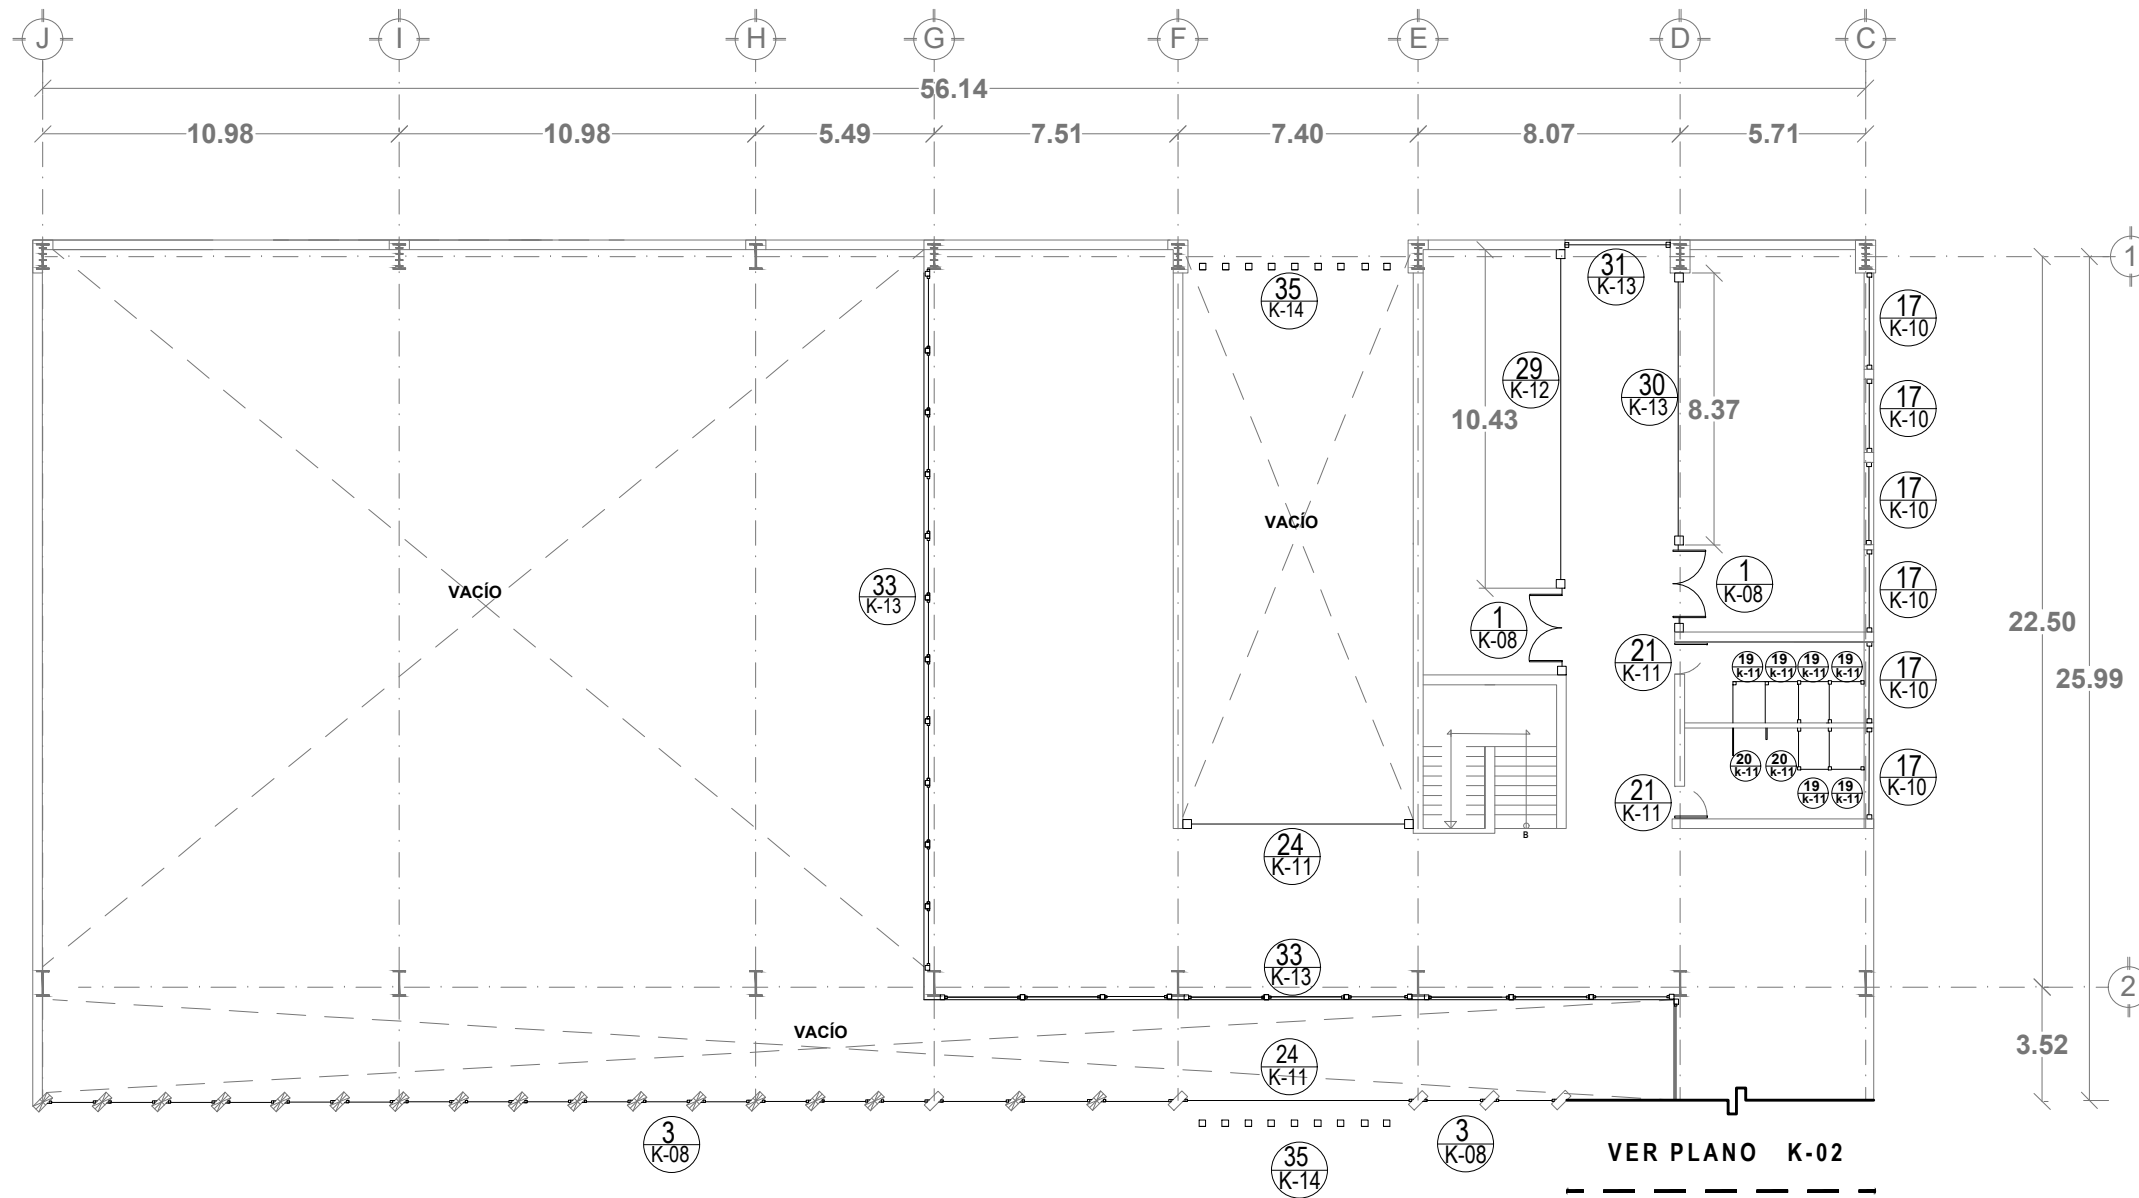 J I H G F E D C
56.14
10.98 10.98 5.49 7.51 7.40 8.07 5.71
1
31
K-13
35
K-14
17
K-10
29
K-12
30
K-13
8.37
10.43
17
K-10
17
K-10
VACÍO
VACÍO
33
K-13
1
K-08
1
K-08
17
K-10
22.50
21
K-11
19
k-11
19
k-11
19
k-11
19
k-11
17
K-10
25.99
20
k-11
20
k-11
17
K-10
19
k-11
19
k-11
21
K-11
B
24
K-11
33
K-13
2
VACÍO
24
K-11
3.52
3
K-08
35
K-14
3
K-08
VER PLANO K-02